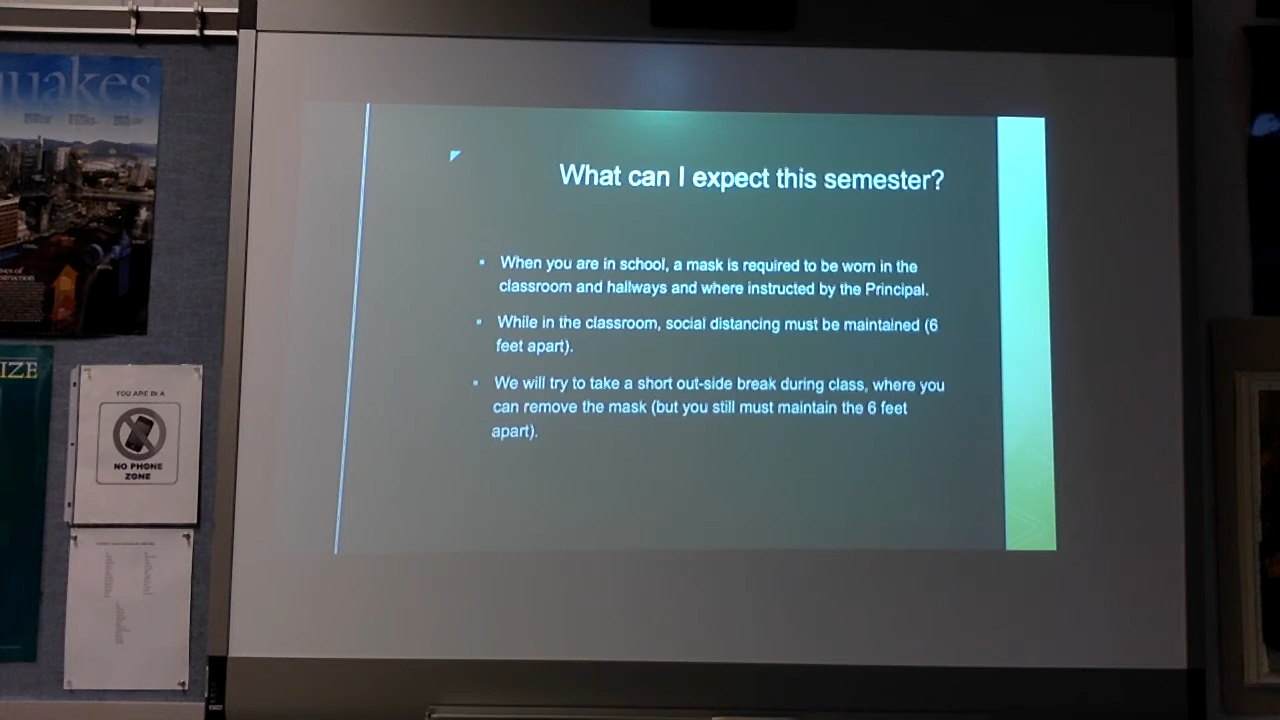 uakes
What can I expect this semester?
▪ When you are in school, a mask is required to be worn in the
classroom and hallways and where instructed by the Principal.
▪ While in the classroom, social distancing must be maintained (6
feet apart).
▪ We will try to take a short out-side break during class, where you
can remove the mask (but you still must maintain the 6 feet
apart).
IZE
YOU ARE IN A
NO PHONE
ZONE